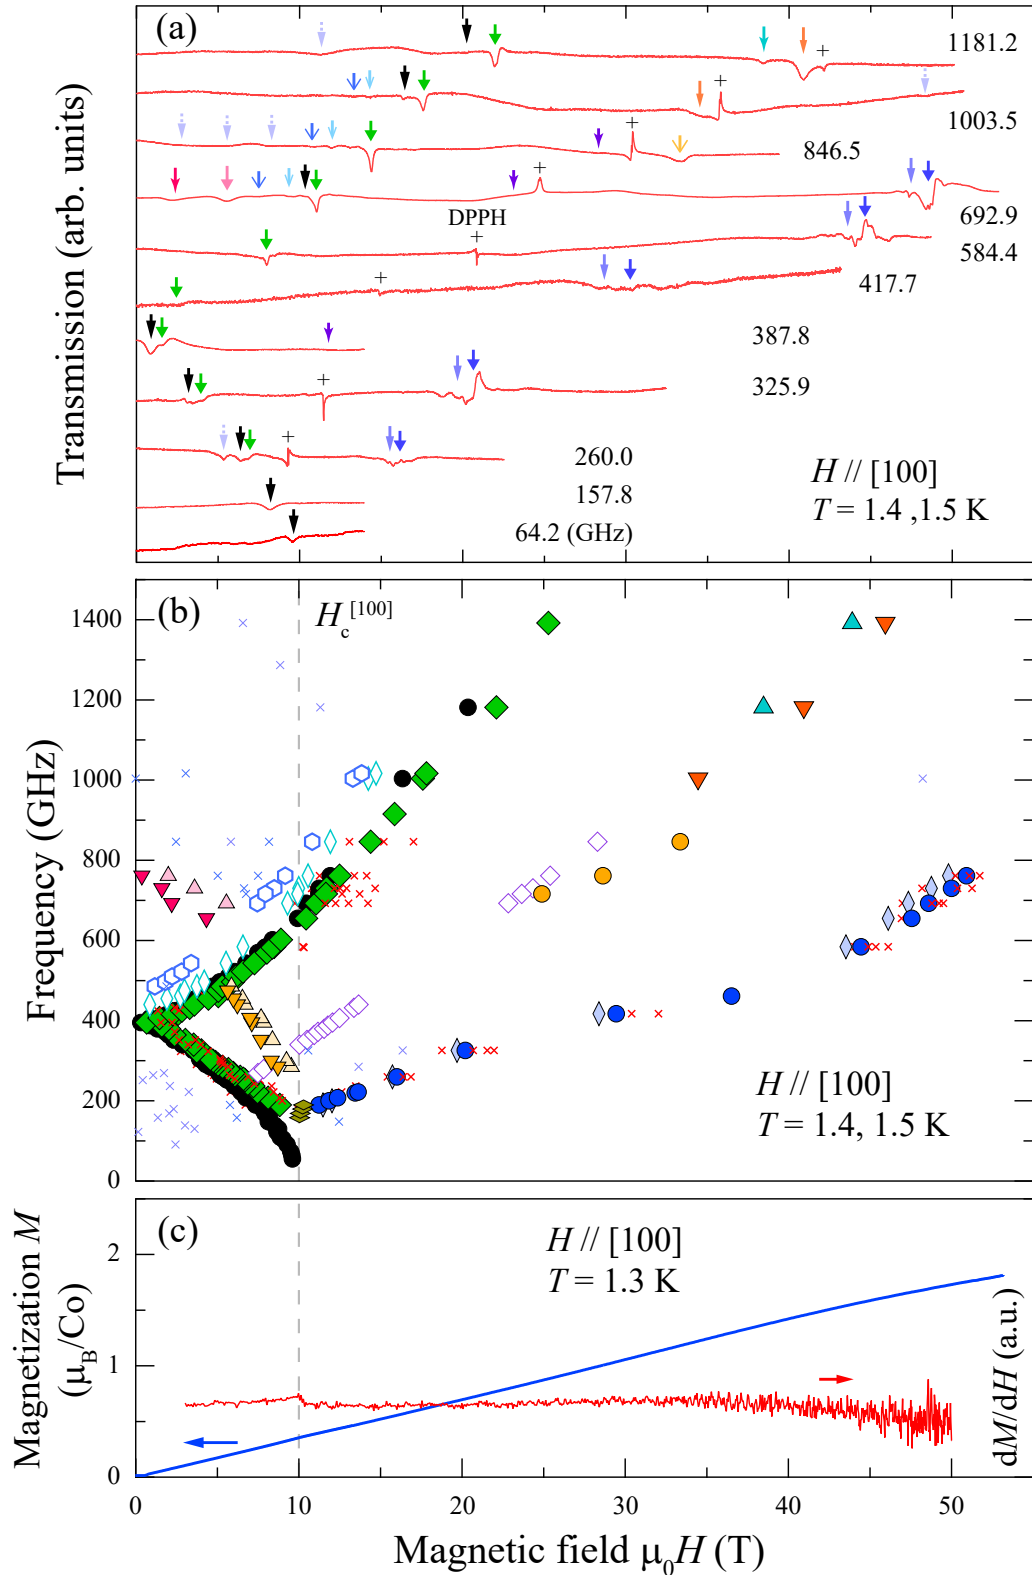 (a)
Transmission (arb. units)
1181.2
1003.5
846.5
692.9
DPPH
584.4
417.7
387.8
325.9
260.0
157.8
64.2 (GHz)
H // [100]
T = 1.4 ,1.5 K
(b)
H_c^[100]
Frequency (GHz)
1400
1200
1000
800
600
400
200
0
H // [100]
T = 1.4, 1.5 K
(c)
Magnetization M
(μ_B/Co)
2
1
0
H // [100]
T = 1.3 K
dM/dH (a.u.)
0 10 20 30 40 50
Magnetic field μ_0H (T)